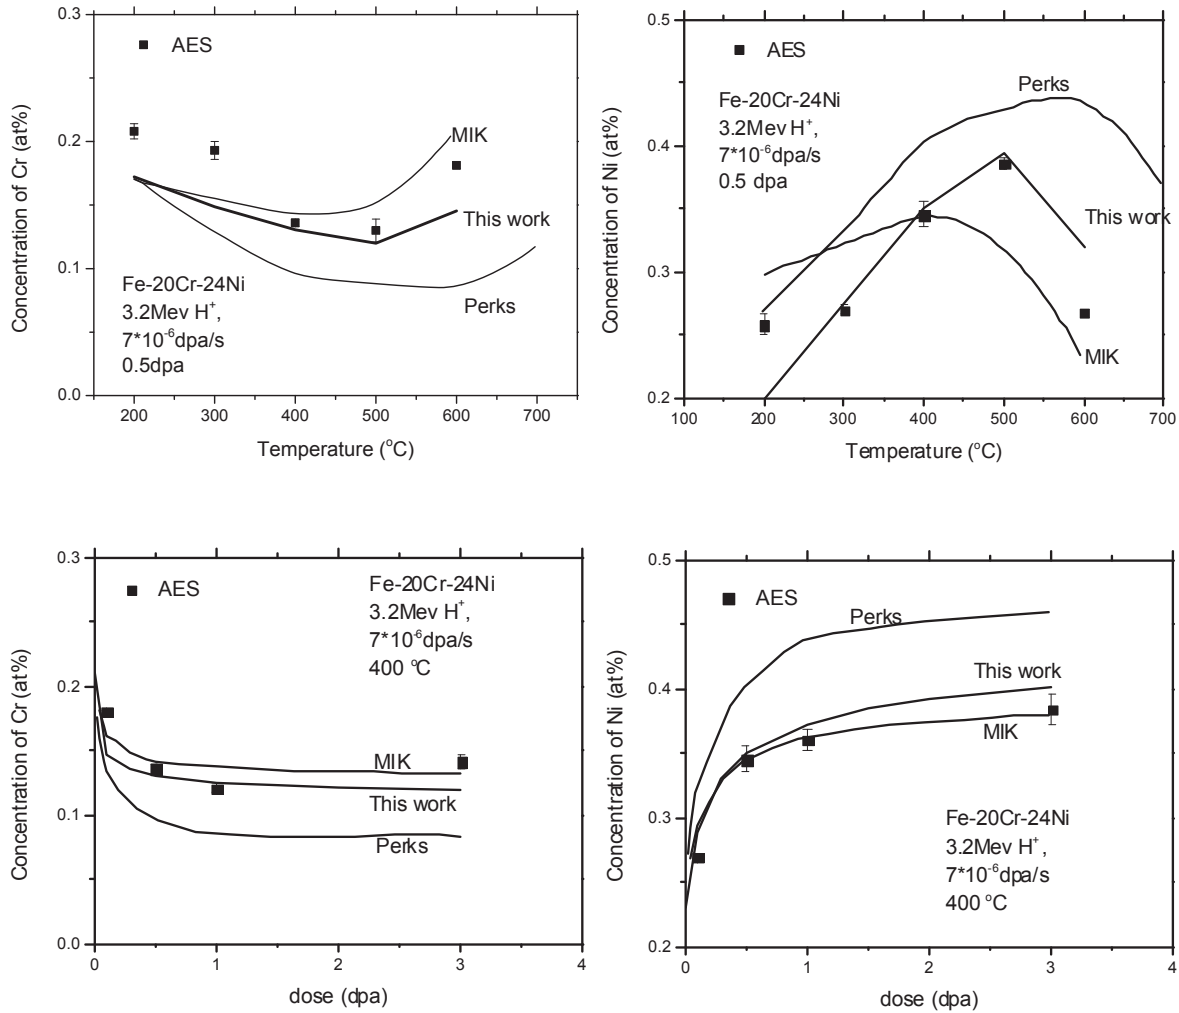 0.3
0.2
0.1
0.0
Concentration of Cr (at%)
AES
MIK
This work
Perks
Fe-20Cr-24Ni
3.2Mev H⁺,
7*10⁻⁶dpa/s
0.5dpa
200 300 400 500 600 700
Temperature (°C)
0.5
0.4
0.3
0.2
Concentration of Ni (at%)
AES
Perks
Fe-20Cr-24Ni
3.2Mev H⁺,
7*10⁻⁶dpa/s
0.5 dpa
This work
MIK
100 200 300 400 500 600 700
Temperature (°C)
0.3
0.2
0.1
0.0
Concentration of Cr (at%)
AES
Fe-20Cr-24Ni
3.2Mev H⁺,
7*10⁻⁶dpa/s
400 °C
MIK
This work
Perks
0 1 2 3 4
dose (dpa)
0.5
0.4
0.3
0.2
Concentration of Ni (at%)
AES
Perks
This work
MIK
Fe-20Cr-24Ni
3.2Mev H⁺,
7*10⁻⁶dpa/s
400 °C
0 1 2 3 4
dose (dpa)